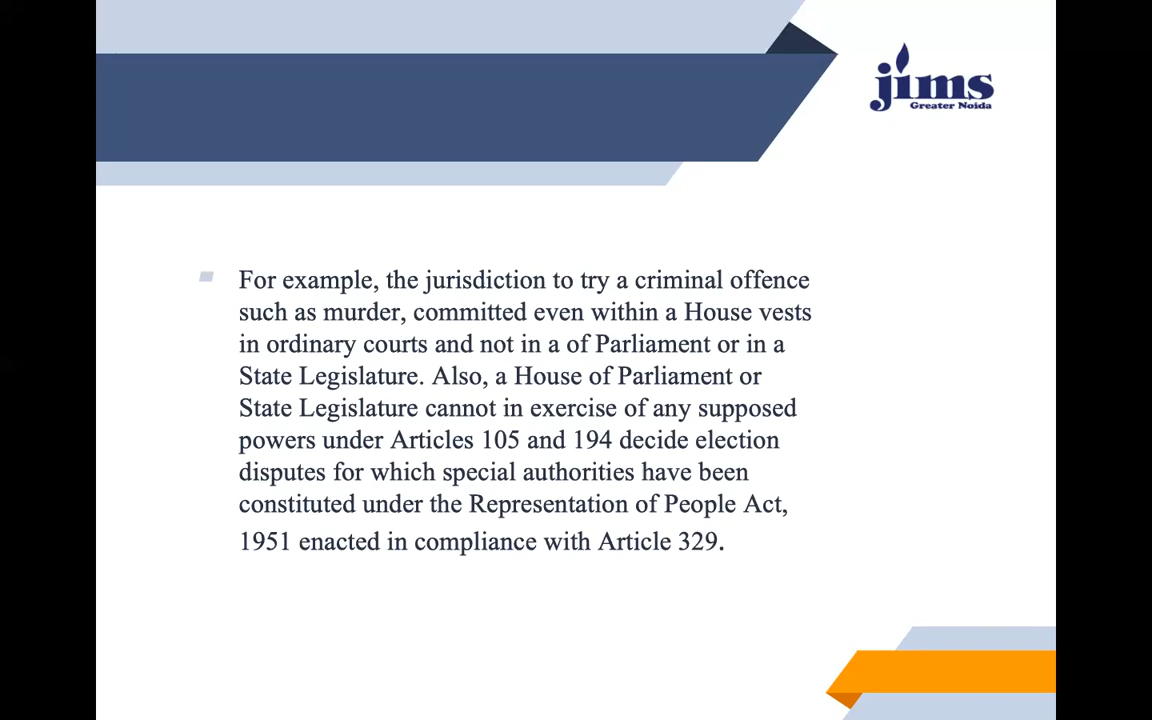 jims
Greater Noida
For example, the jurisdiction to try a criminal offence
such as murder, committed even within a House vests
in ordinary courts and not in a of Parliament or in a
State Legislature. Also, a House of Parliament or
State Legislature cannot in exercise of any supposed
powers under Articles 105 and 194 decide election
disputes for which special authorities have been
constituted under the Representation of People Act,
1951 enacted in compliance with Article 329.